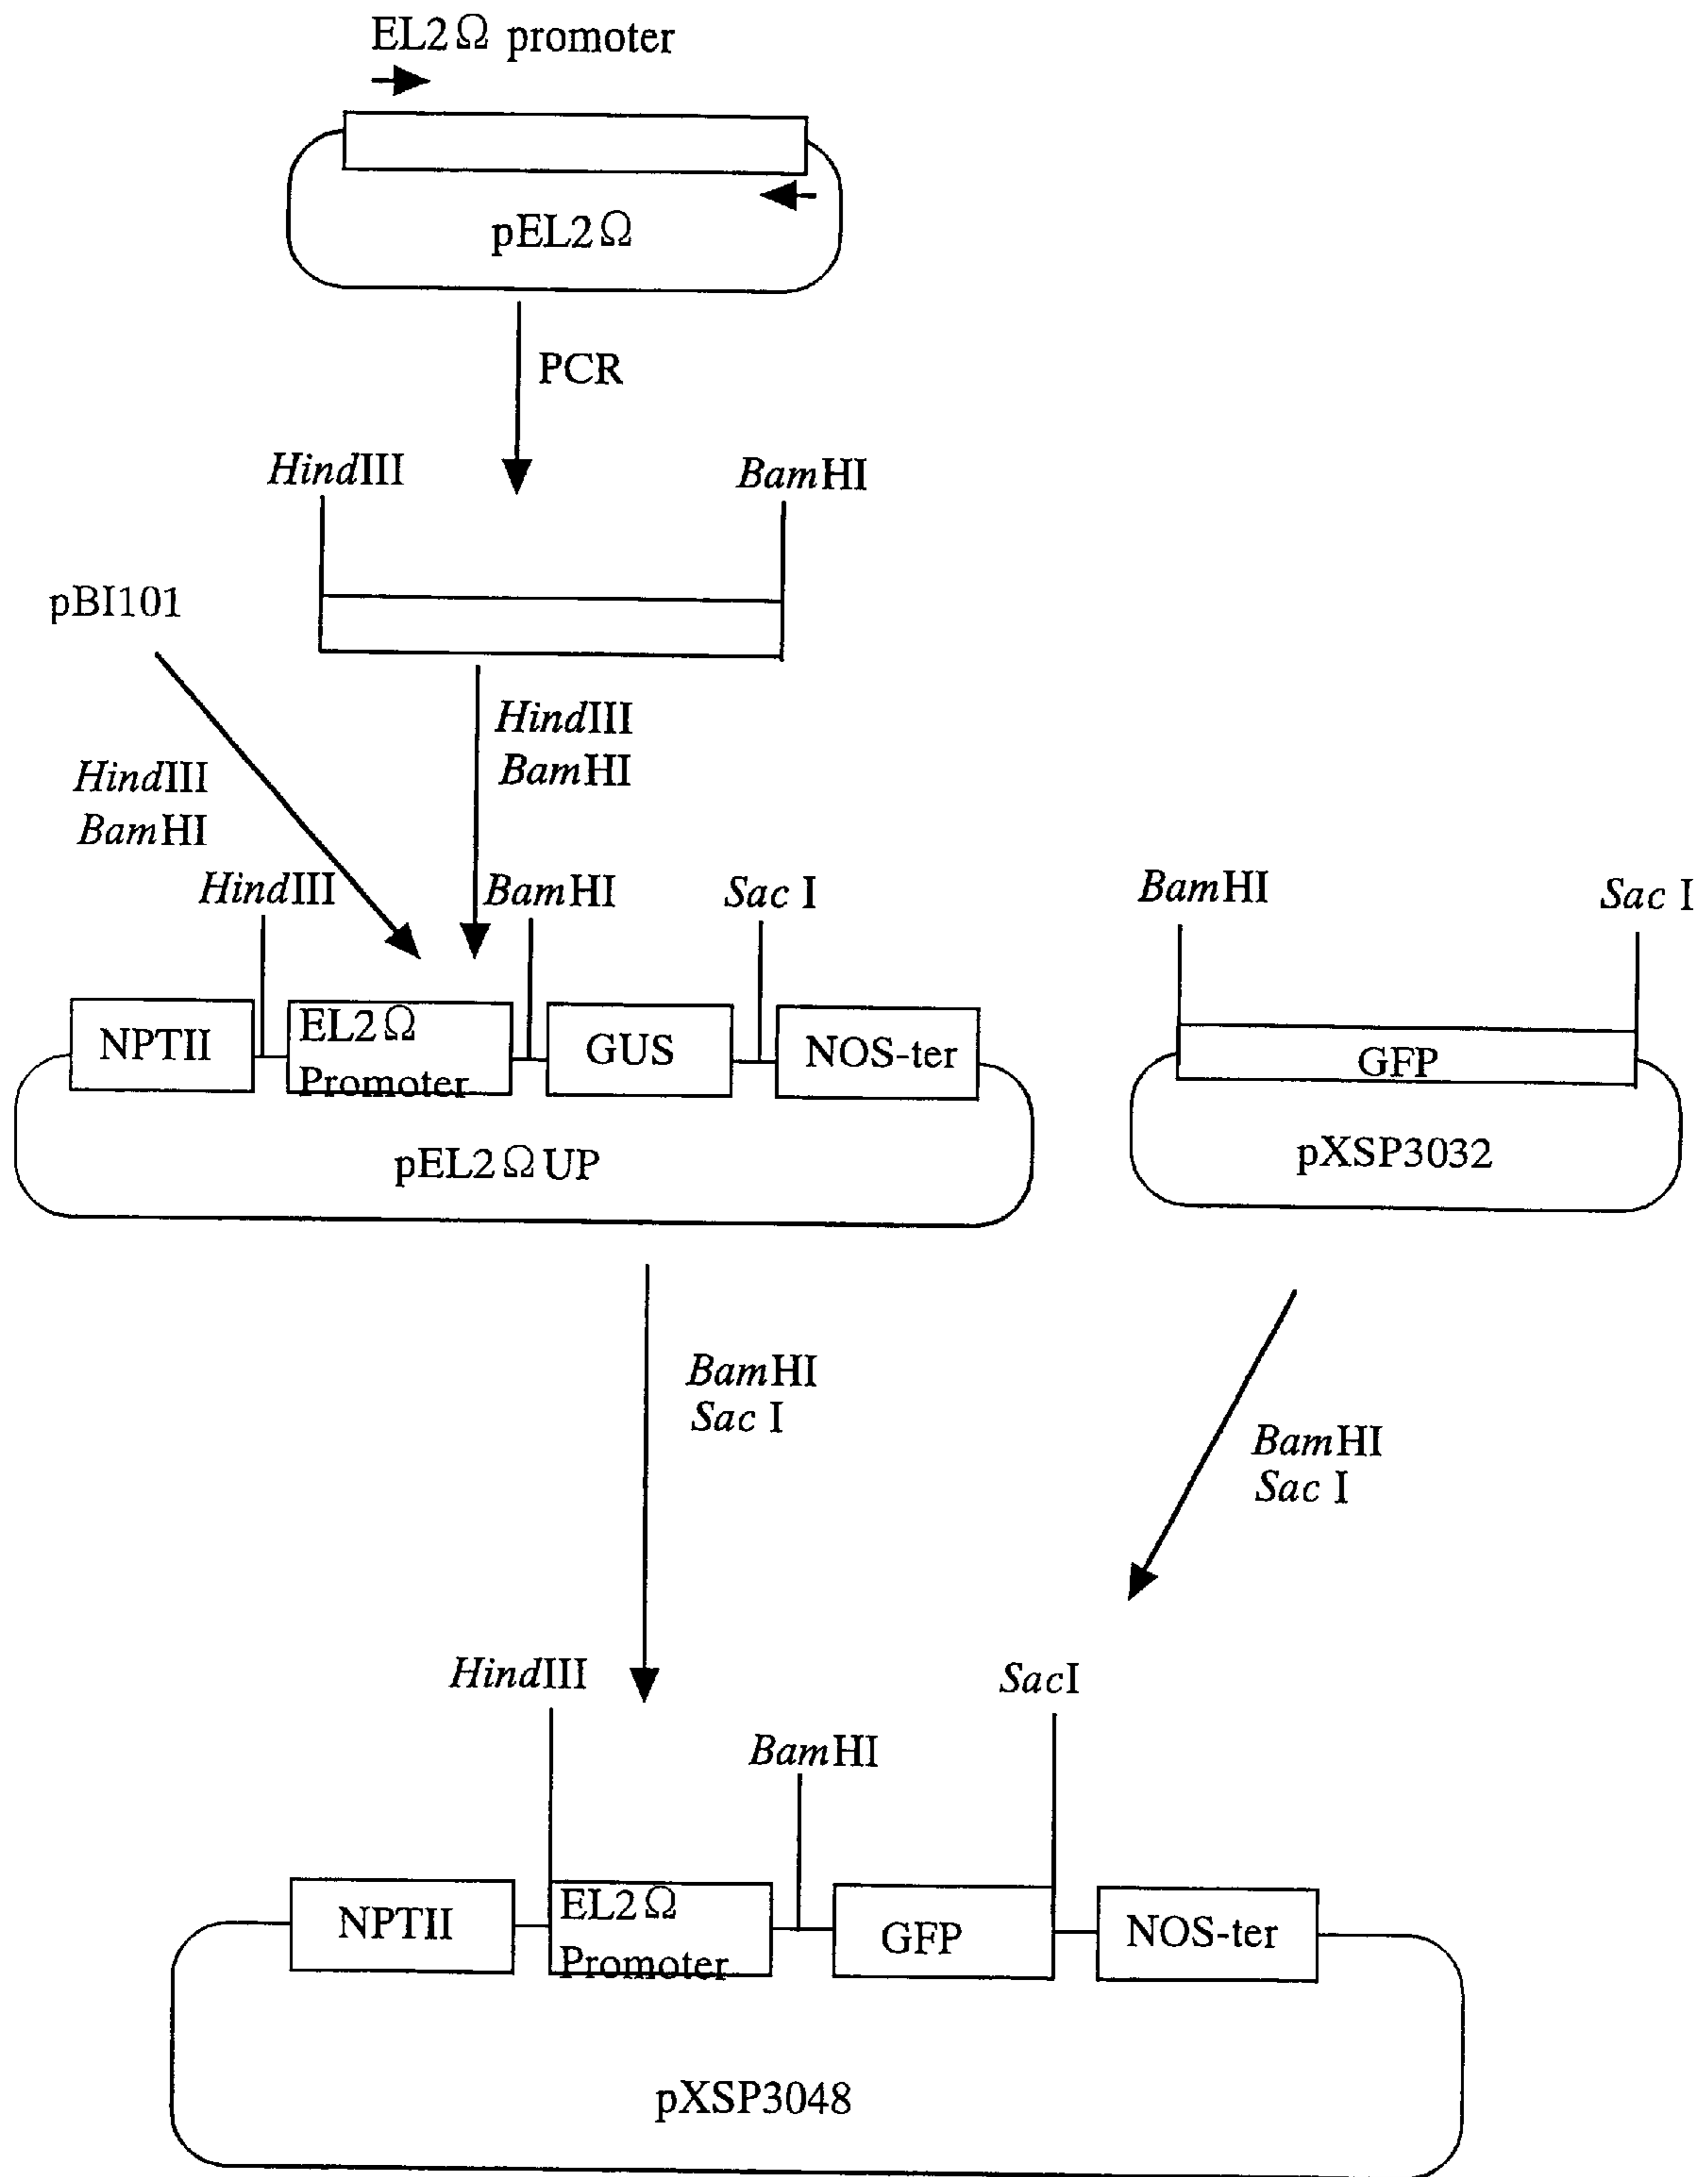 EL2Ω promoter
pEL2Ω
PCR
HindIII
BamHI
pBI101
HindIII
BamHI
HindIII
BamHI
HindIII
BamHI
Sac I
BamHI
Sac I
NPTII
EL2Ω
Promoter
GUS
NOS-ter
GFP
pEL2Ω UP
pXSP3032
BamHI
Sac I
BamHI
Sac I
HindIII
SacI
BamHI
NPTII
EL2Ω
Promoter
GFP
NOS-ter
pXSP3048